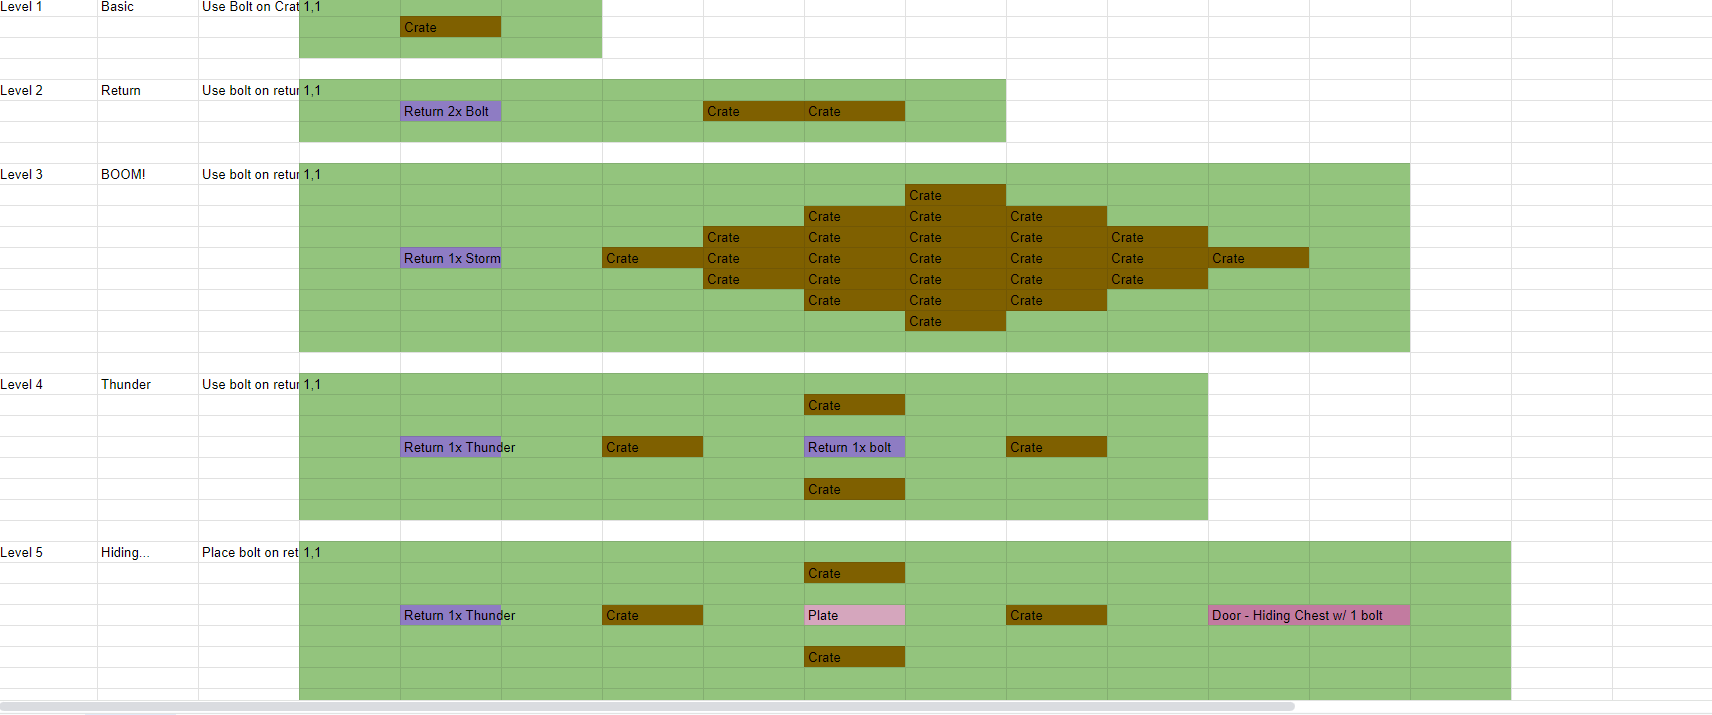 Level 1 Basic Use Bolt on Crat 1,1
Crate
Level 2 Return Use bolt on retur 1,1
Return 2x Bolt Crate Crate
Level 3 BOOM! Use bolt on retur 1,1
Crate
Crate Crate Crate
Crate Crate Crate Crate Crate
Return 1x Storm Crate Crate Crate Crate Crate Crate Crate
Crate Crate Crate Crate Crate
Crate Crate Crate
Crate
Level 4 Thunder Use bolt on retur 1,1
Crate
Return 1x Thunder Crate Return 1x bolt Crate
Crate
Level 5 Hiding... Place bolt on ret 1,1
Crate
Return 1x Thunder Crate Plate Crate Door - Hiding Chest w/ 1 bolt
Crate